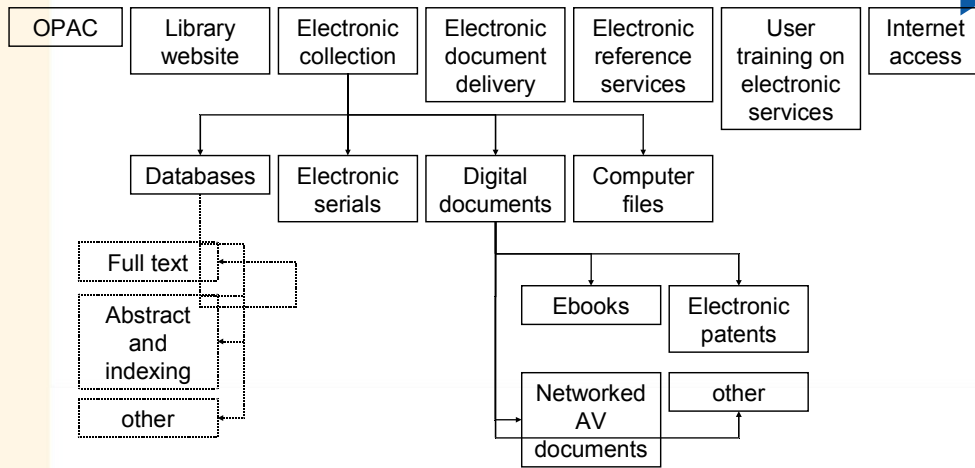 OPAC
Library
website
Electronic
collection
Electronic
document
delivery
Electronic
reference
services
User
training on
electronic
services
Internet
access
Databases
Electronic
serials
Digital
documents
Computer
files
Full text
Abstract
and
indexing
other
Ebooks
Electronic
patents
Networked
AV
documents
other